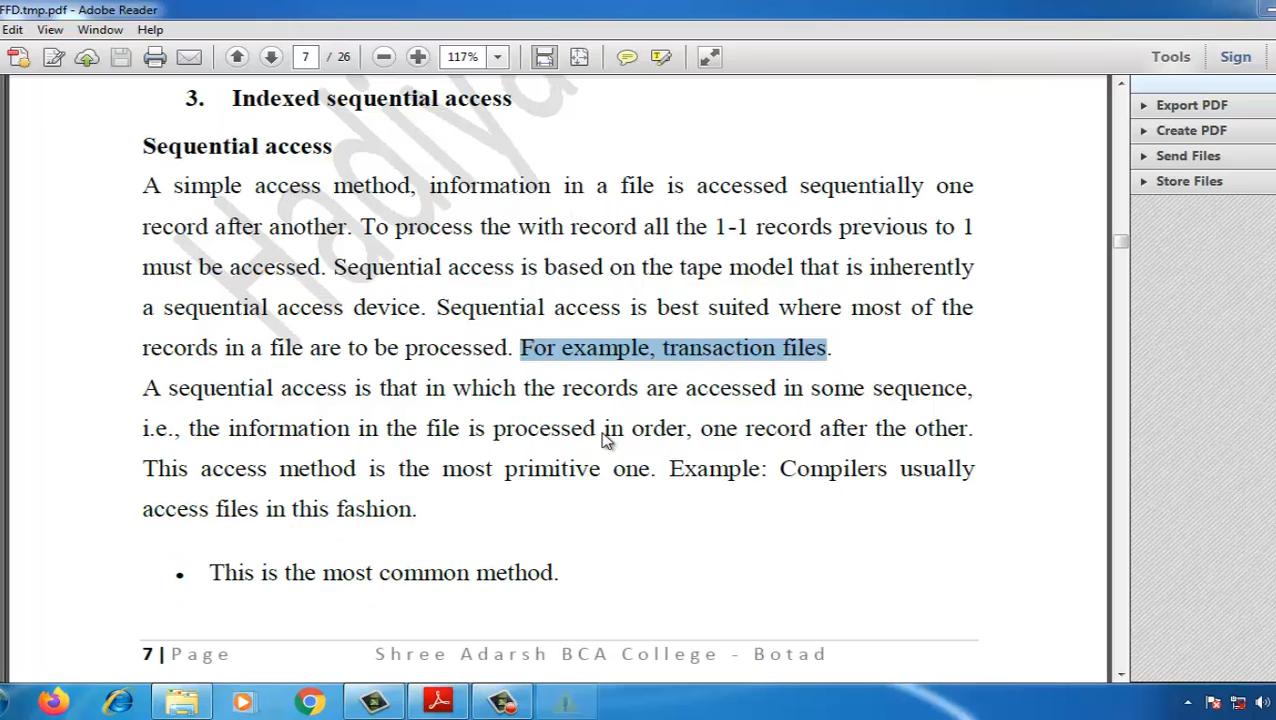 FFD.tmp.pdf - Adobe Reader
Edit View Window Help
7 / 26 117%
Tools Sign
Export PDF
Create PDF
Send Files
Store Files
Hadiya
3. Indexed sequential access
Sequential access
A simple access method, information in a file is accessed sequentially one
record after another. To process the with record all the 1-1 records previous to 1
must be accessed. Sequential access is based on the tape model that is inherently
a sequential access device. Sequential access is best suited where most of the
records in a file are to be processed. For example, transaction files.
A sequential access is that in which the records are accessed in some sequence,
i.e., the information in the file is processed in order, one record after the other.
This access method is the most primitive one. Example: Compilers usually
access files in this fashion.
• This is the most common method.
7 | Page Shree Adarsh BCA College - Botad